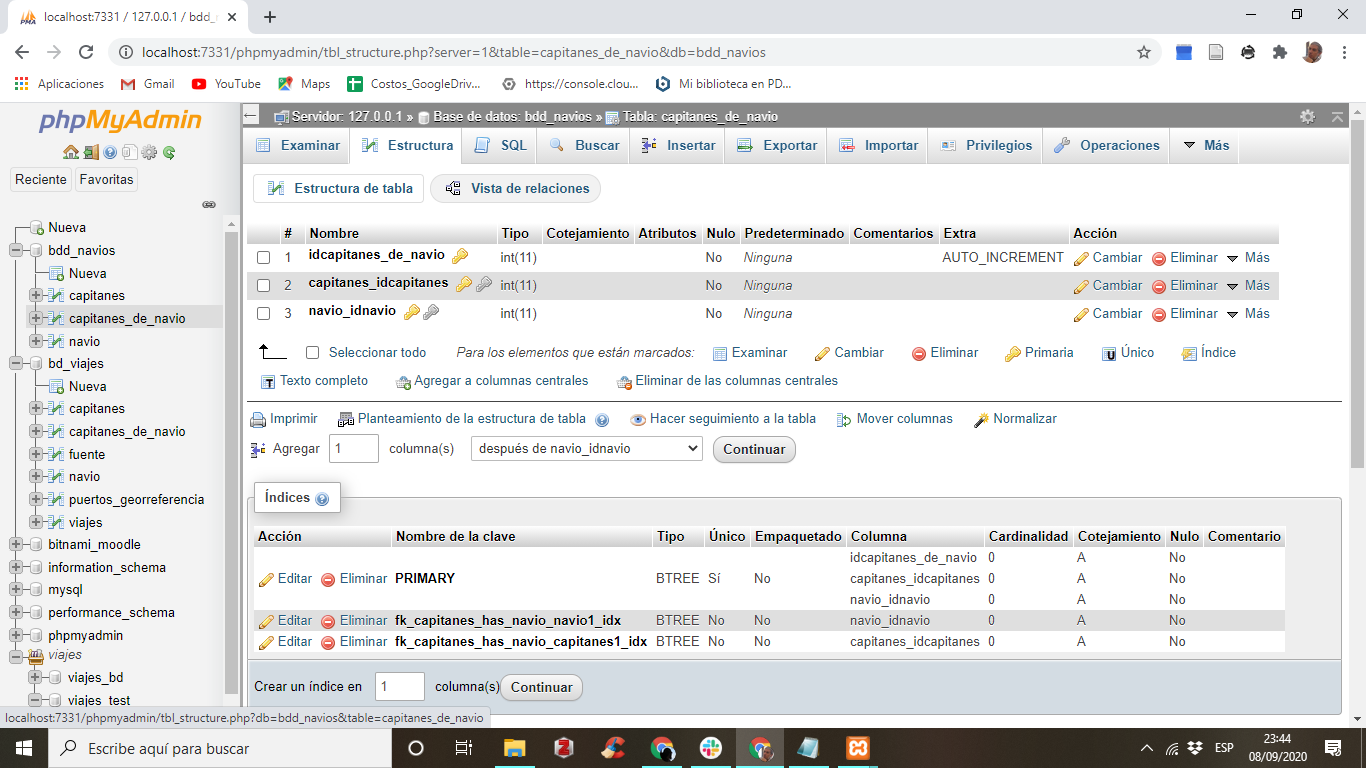 localhost:7331 / 127.0.0.1 / bdd_
localhost:7331/phpmyadmin/tbl_structure.php?server=1&table=capitanes_de_navio&db=bdd_navios
Aplicaciones Gmail YouTube Maps Costos_GoogleDriv... https://console.clou... Mi biblioteca en PD...
phpMyAdmin
Reciente Favoritas
Nueva
bdd_navios
Nueva
capitanes
capitanes_de_navio
navio
bd_viajes
Nueva
capitanes
capitanes_de_navio
fuente
navio
puertos_georreferencia
viajes
bitnami_moodle
information_schema
mysql
performance_schema
phpmyadmin
viajes
viajes_bd
viajes_test
Servidor: 127.0.0.1 » Base de datos: bdd_navios » Tabla: capitanes_de_navio
Examinar Estructura SQL Buscar Insertar Exportar Importar Privilegios Operaciones Más
Estructura de tabla Vista de relaciones
# Nombre Tipo Cotejamiento Atributos Nulo Predeterminado Comentarios Extra Acción
1 idcapitanes_de_navio int(11) No Ninguna AUTO_INCREMENT Cambiar Eliminar Más
2 capitanes_idcapitanes int(11) No Ninguna Cambiar Eliminar Más
3 navio_idnavio int(11) No Ninguna Cambiar Eliminar Más
Seleccionar todo Para los elementos que están marcados: Examinar Cambiar Eliminar Primaria Único Índice
Texto completo Agregar a columnas centrales Eliminar de las columnas centrales
Imprimir Planteamiento de la estructura de tabla Hacer seguimiento a la tabla Mover columnas Normalizar
Agregar 1 columna(s) después de navio_idnavio Continuar
Índices
Acción Nombre de la clave Tipo Único Empaquetado Columna Cardinalidad Cotejamiento Nulo Comentario
idcapitanes_de_navio 0 A No
Editar Eliminar PRIMARY BTREE Sí No capitanes_idcapitanes 0 A No
navio_idnavio 0 A No
Editar Eliminar fk_capitanes_has_navio_navio1_idx BTREE No No navio_idnavio 0 A No
Editar Eliminar fk_capitanes_has_navio_capitanes1_idx BTREE No No capitanes_idcapitanes 0 A No
Crear un índice en 1 columna(s) Continuar
localhost:7331/phpmyadmin/tbl_structure.php?db=bdd_navios&table=capitanes_de_navio
Escribe aquí para buscar
ESP
23:44
08/09/2020